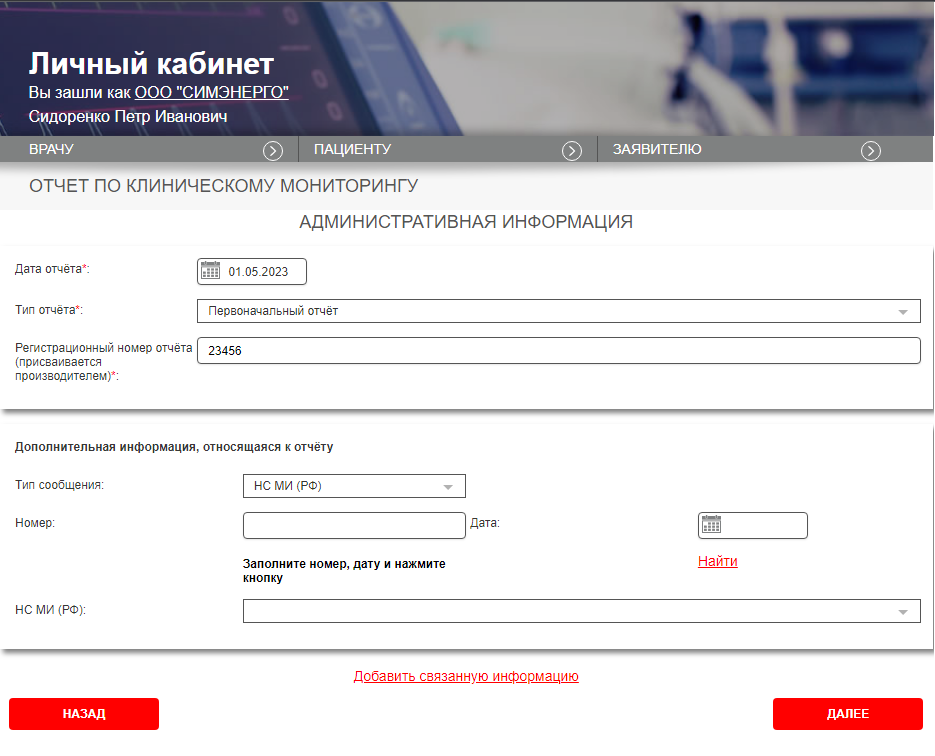 Личный кабинет
Вы зашли как ООО "СИМЭНЕРГО"
Сидоренко Петр Иванович
ВРАЧУ
ПАЦИЕНТУ
ЗАЯВИТЕЛЮ
ОТЧЕТ ПО КЛИНИЧЕСКОМУ МОНИТОРИНГУ
АДМИНИСТРАТИВНАЯ ИНФОРМАЦИЯ
Дата отчёта*: 01.05.2023
Тип отчёта*: Первоначальный отчёт
Регистрационный номер отчёта 23456
(присваивается
производителем)*:
Дополнительная информация, относящаяся к отчёту
Тип сообщения: НС МИ (РФ)
Номер: Дата:
Заполните номер, дату и нажмите Найти
кнопку
НС МИ (РФ):
Добавить связанную информацию
НАЗАД ДАЛЕЕ